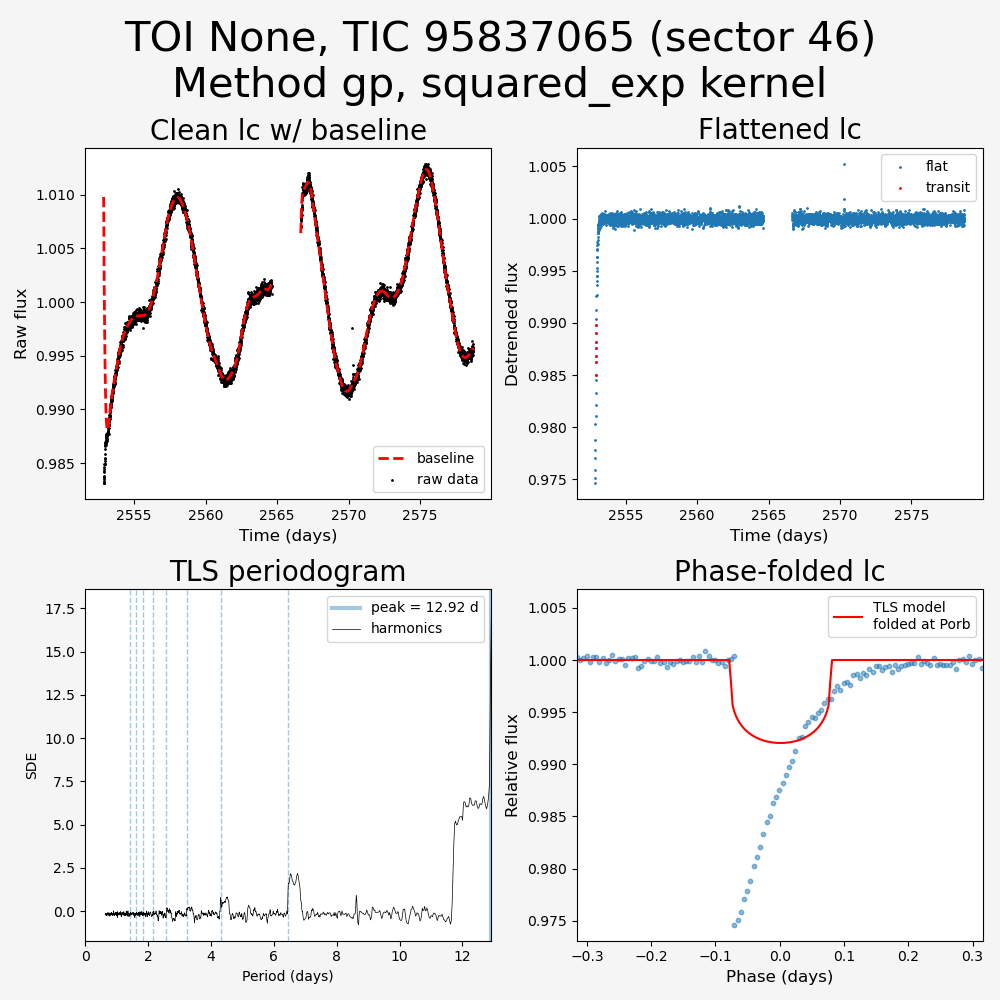 TOI None, TIC 95837065 (sector 46)
Method gp, squared_exp kernel
Clean lc w/ baseline
Raw flux
1.010
1.005
1.000
0.995
0.990
0.985
baseline
raw data
2555 2560 2565 2570 2575
Time (days)
Flattened lc
Detrended flux
1.005
1.000
0.995
0.990
0.985
0.980
0.975
flat
transit
2555 2560 2565 2570 2575
Time (days)
TLS periodogram
SDE
17.5
15.0
12.5
10.0
7.5
5.0
2.5
0.0
peak = 12.92 d
harmonics
0 2 4 6 8 10 12
Period (days)
Phase-folded lc
Relative flux
1.005
1.000
0.995
0.990
0.985
0.980
0.975
TLS model
folded at Porb
−0.3 −0.2 −0.1 0.0 0.1 0.2 0.3
Phase (days)